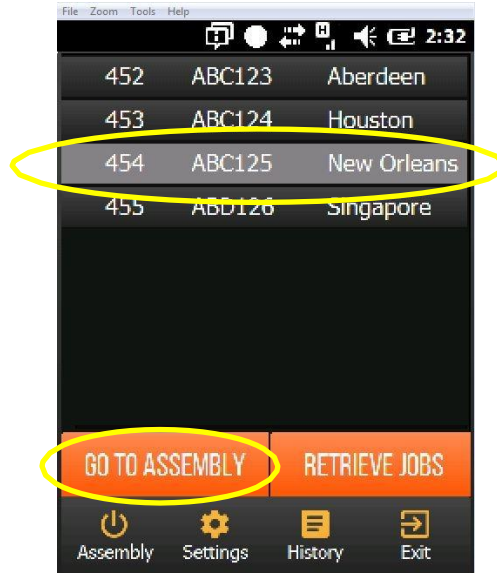 File Zoom Tools Help
H 2:32
452 ABC123 Aberdeen
453 ABC124 Houston
454 ABC125 New Orleans
455 ABD126 Singapore
GO TO ASSEMBLY RETRIEVE JOBS
Assembly Settings History Exit